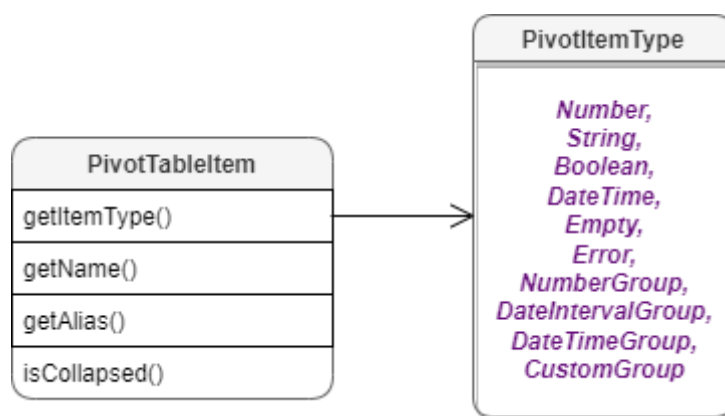 PivotItemType
Number,
String,
Boolean,
DateTime,
Empty,
Error,
NumberGroup,
DateIntervalGroup,
DateTimeGroup,
CustomGroup
PivotTableItem
getItemType()
getName()
getAlias()
isCollapsed()